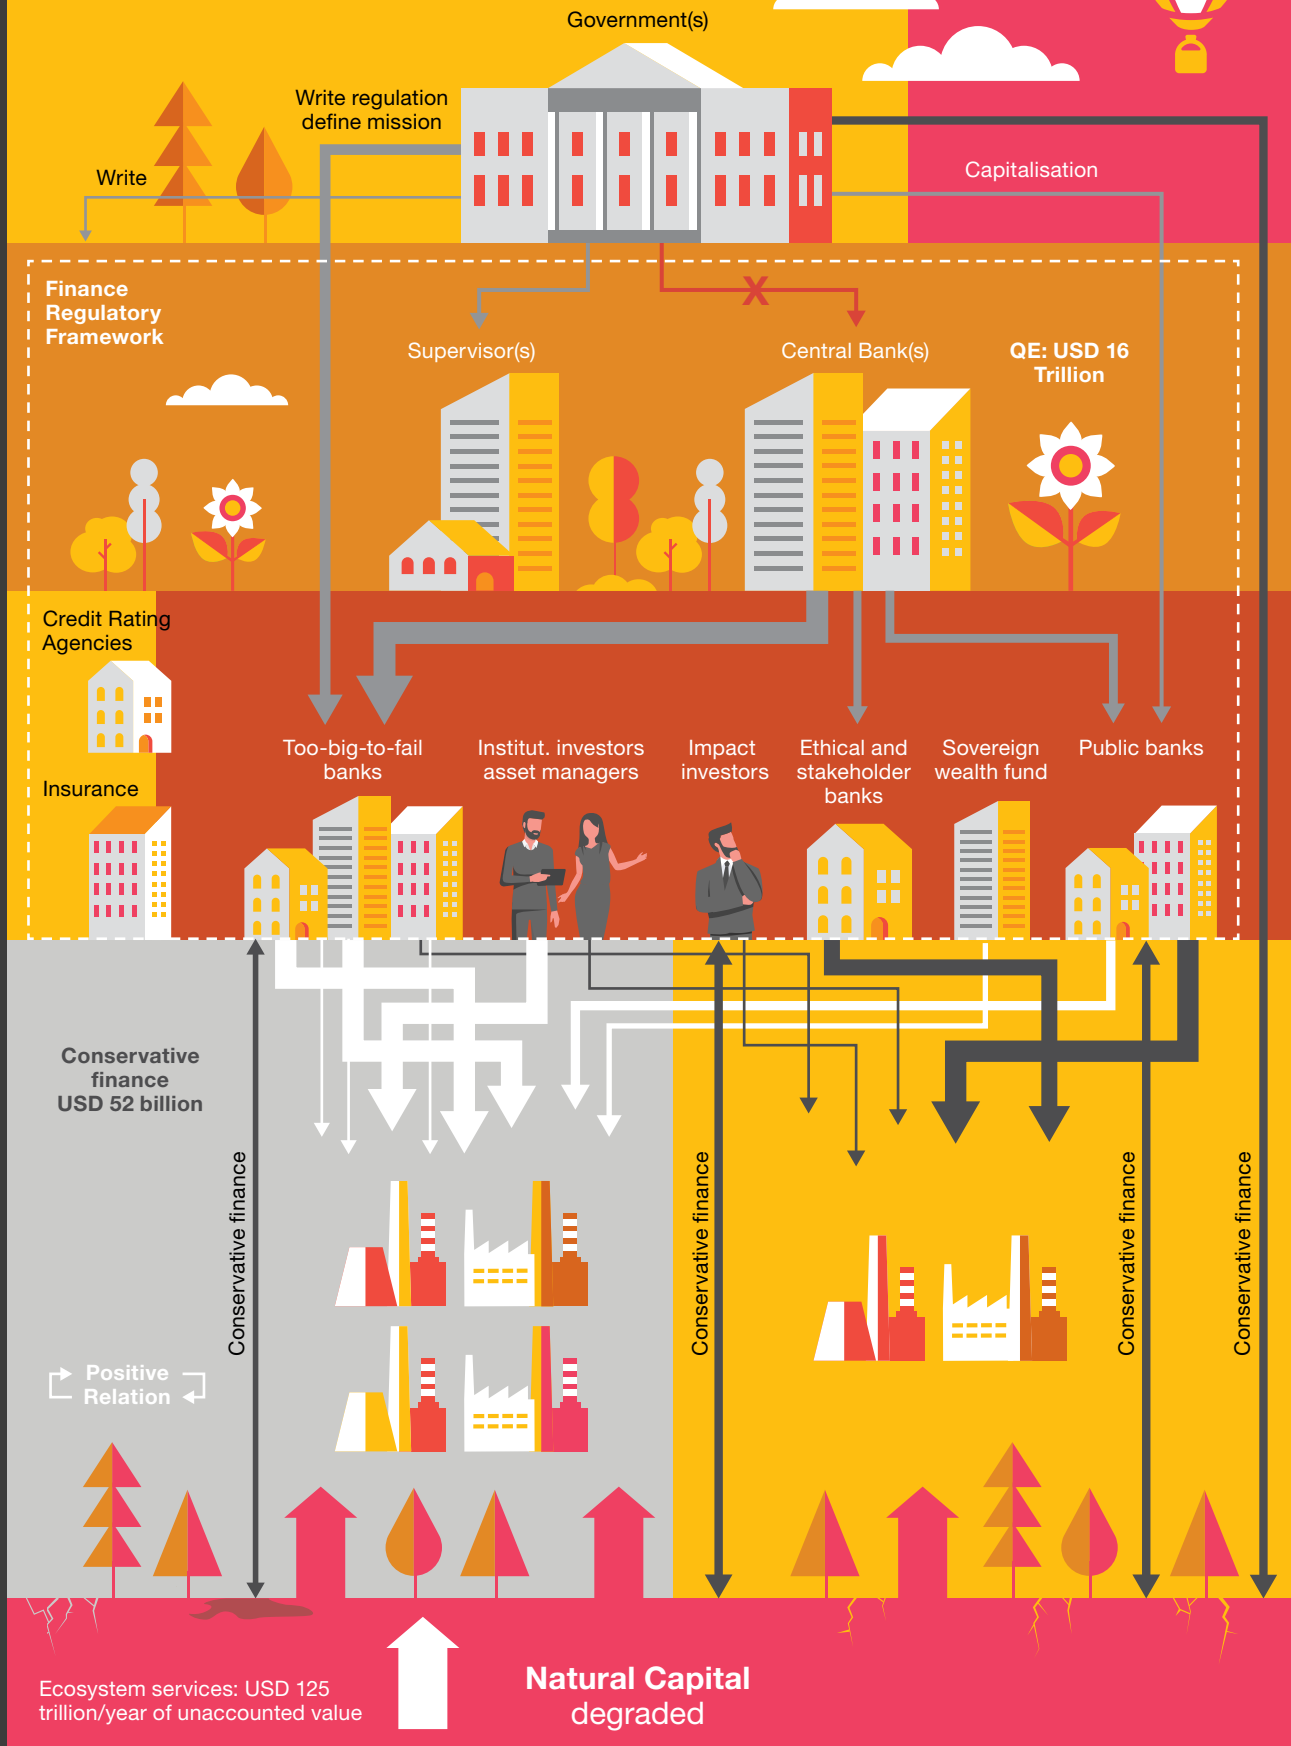 Government(s)
Write regulation
define mission
Write
Capitalisation
Finance
Regulatory
Framework
Supervisor(s)
X
Central Bank(s)
QE: USD 16
Trillion
Credit Rating
Agencies
Insurance
Too-big-to-fail
banks
Institut. investors
asset managers
Impact
investors
Ethical and
stakeholder
banks
Sovereign
wealth fund
Public banks
Conservative
finance
USD 52 billion
Conservative finance
Conservative finance
Conservative finance
Conservative finance
Positive
Relation
Ecosystem services: USD 125
trillion/year of unaccounted value
Natural Capital
degraded